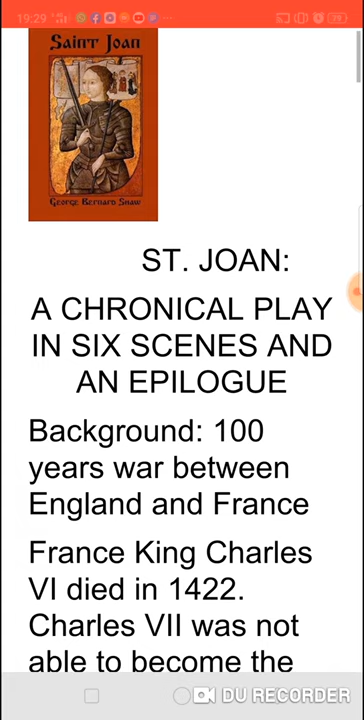 19:29
Saint Joan
George Bernard Shaw
ST. JOAN:
A CHRONICAL PLAY
IN SIX SCENES AND
AN EPILOGUE
Background: 100
years war between
England and France
France King Charles
VI died in 1422.
Charles VII was not
able to become the
DU RECORDER